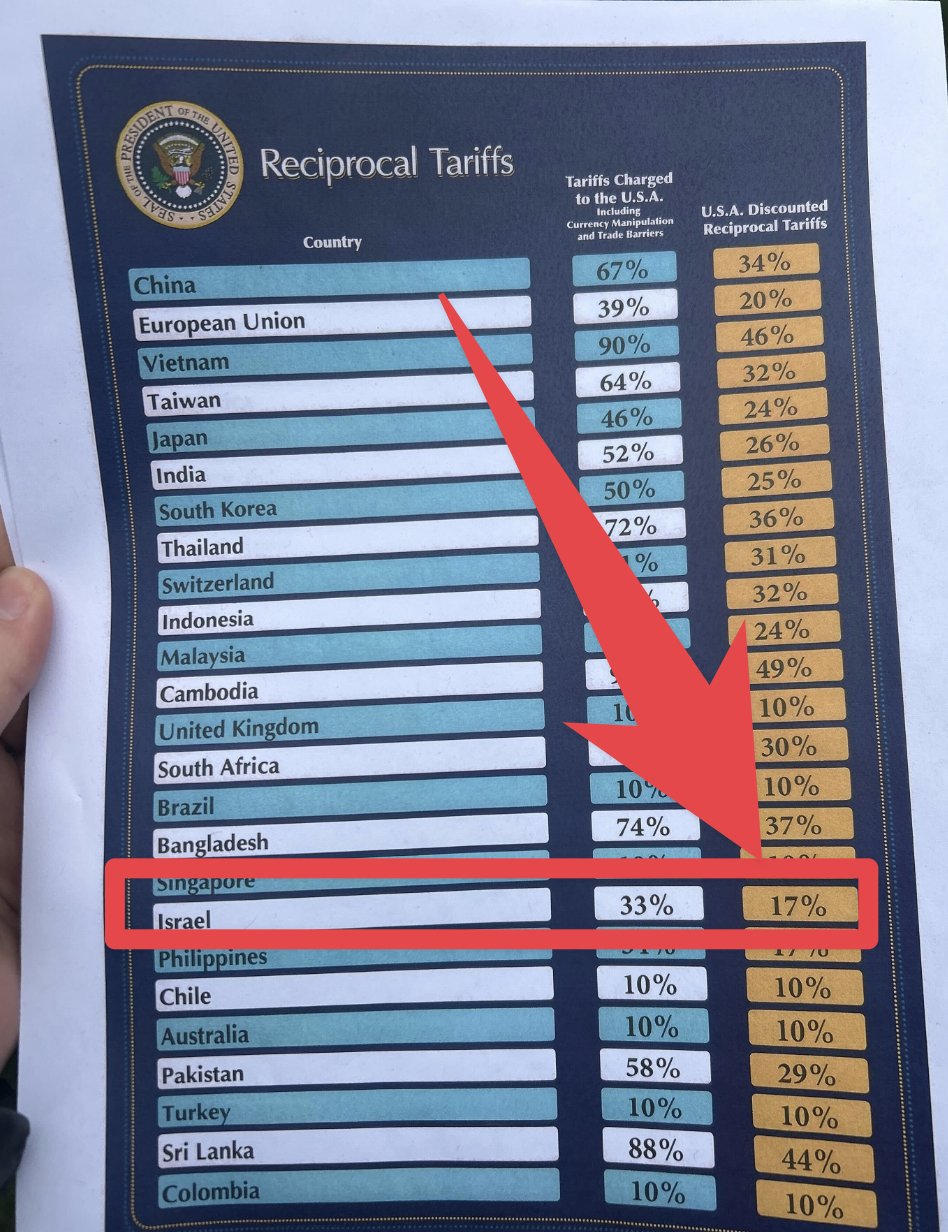 SEAL OF THE PRESIDENT OF THE UNITED STATES
Reciprocal Tariffs
Country
Tariffs Charged
to the U.S.A.
Including
Currency Manipulation
and Trade Barriers
U.S.A. Discounted
Reciprocal Tariffs
China 67% 34%
European Union 39% 20%
Vietnam 90% 46%
Taiwan 64% 32%
Japan 46% 24%
India 52% 26%
South Korea 50% 25%
Thailand 72% 36%
Switzerland 31%
Indonesia 32%
Malaysia 24%
Cambodia 49%
United Kingdom 10% 10%
South Africa 30%
Brazil 10% 10%
Bangladesh 74% 37%
Singapore 10% 10%
Israel 33% 17%
Philippines 17%
Chile 10% 10%
Australia 10% 10%
Pakistan 58% 29%
Turkey 10% 10%
Sri Lanka 88% 44%
Colombia 10% 10%